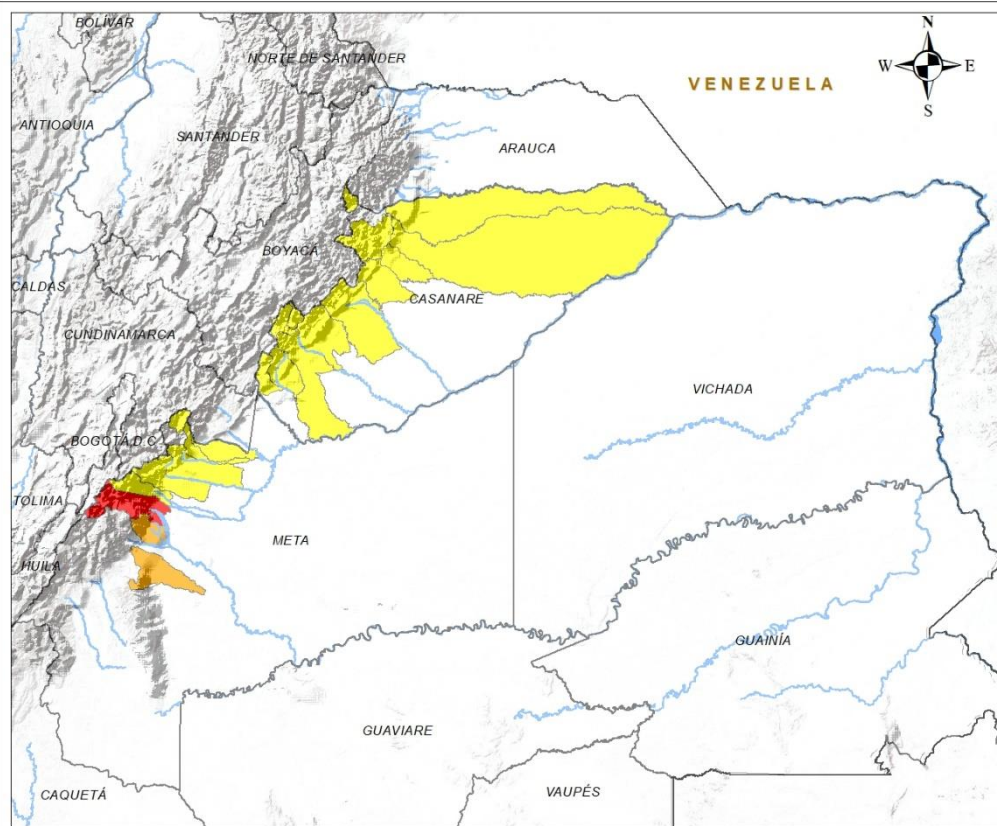 BOLÍVAR
N
NORTE DE SANTANDER
W
E
VENEZUELA
S
ANTIOQUIA
SANTANDER
ARAUCA
BOYACÁ
CALDAS
CASANARE
CUNDINAMARCA
VICHADA
BOGOTÁ D.C
TOLIMA
META
HUILA
GUAINÍA
GUAVIARE
CAQUETÁ
VAUPÉS